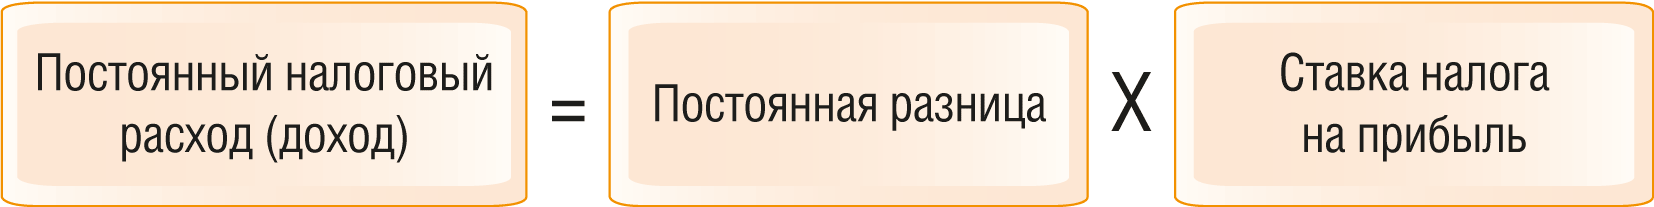 Постоянный налоговый
расход (доход)
=
Постоянная разница
X
Ставка налога
на прибыль